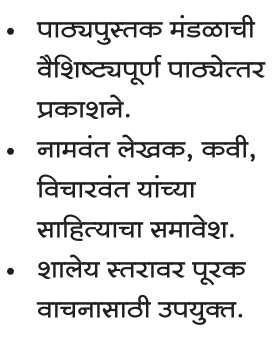 • पाठ्यपुस्तक मंडळाची
वैशिष्ट्यपूर्ण पाठ्येत्तर
प्रकाशने.
• नामवंत लेखक, कवी,
विचारवंत यांच्या
साहित्याचा समावेश.
• शालेय स्तरावर पूरक
वाचनासाठी उपयुक्त.